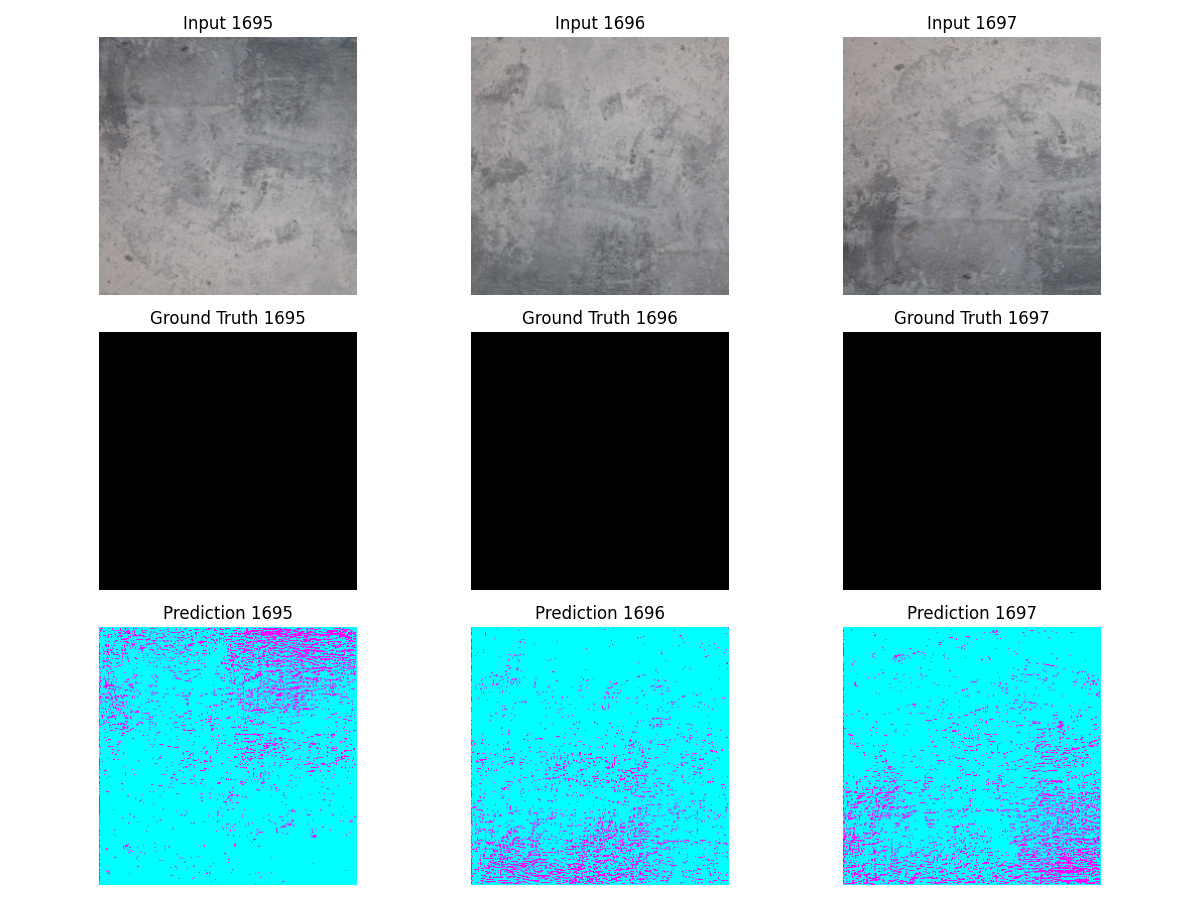 Input 1695
Input 1696
Input 1697
Ground Truth 1695
Ground Truth 1696
Ground Truth 1697
Prediction 1695
Prediction 1696
Prediction 1697